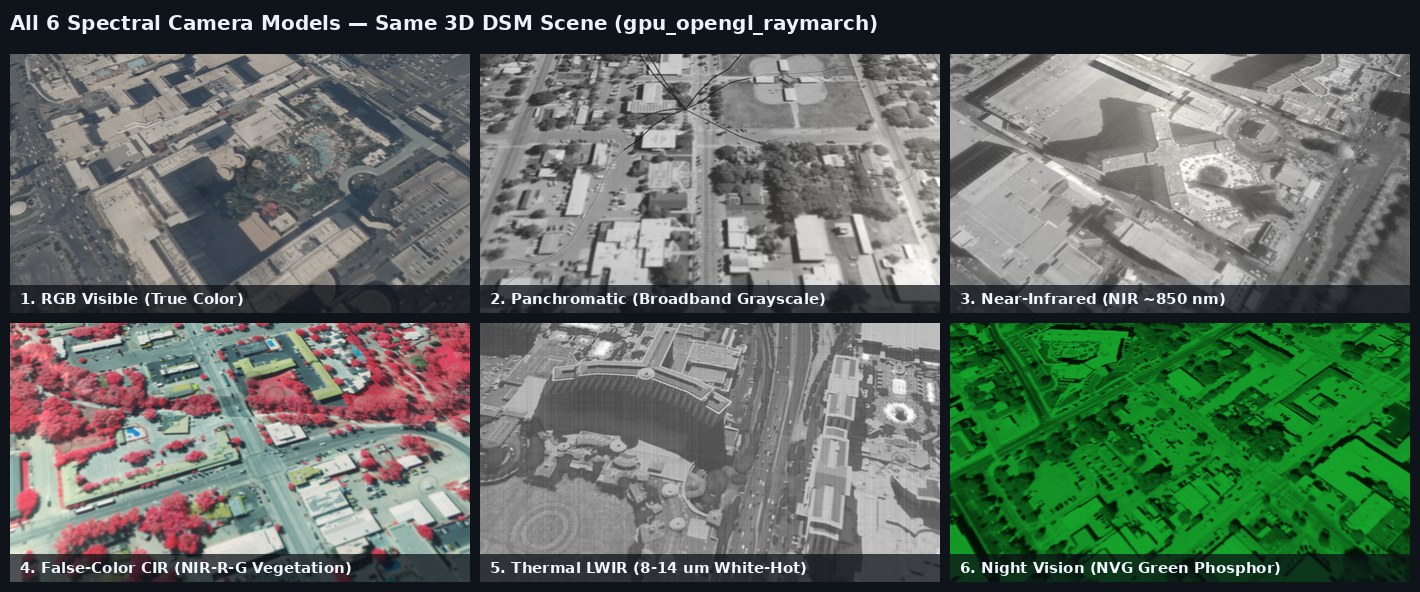 All 6 Spectral Camera Models — Same 3D DSM Scene (gpu_opengl_raymarch)
1. RGB Visible (True Color)
2. Panchromatic (Broadband Grayscale)
3. Near-Infrared (NIR ~850 nm)
4. False-Color CIR (NIR-R-G Vegetation)
5. Thermal LWIR (8-14 um White-Hot)
6. Night Vision (NVG Green Phosphor)